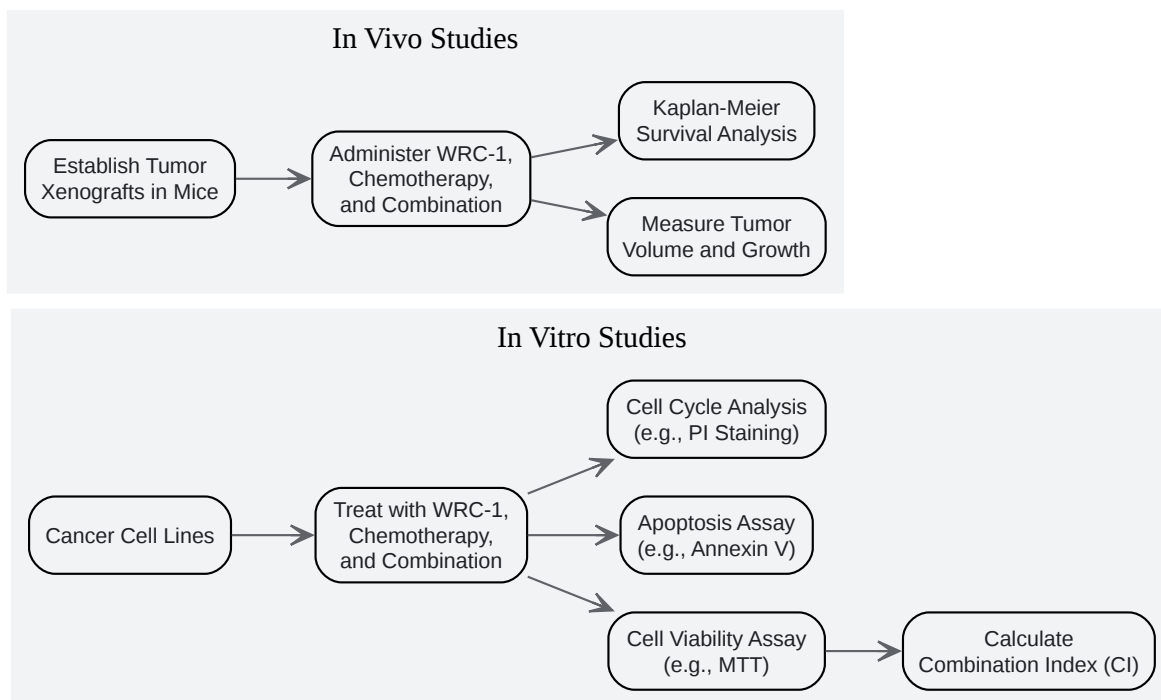 In Vivo Studies
Establish Tumor
Xenografts in Mice
Administer WRC-1,
Chemotherapy,
and Combination
Kaplan-Meier
Survival Analysis
Measure Tumor
Volume and Growth
In Vitro Studies
Cancer Cell Lines
Treat with WRC-1,
Chemotherapy,
and Combination
Cell Cycle Analysis
(e.g., PI Staining)
Apoptosis Assay
(e.g., Annexin V)
Cell Viability Assay
(e.g., MTT)
Calculate
Combination Index (CI)